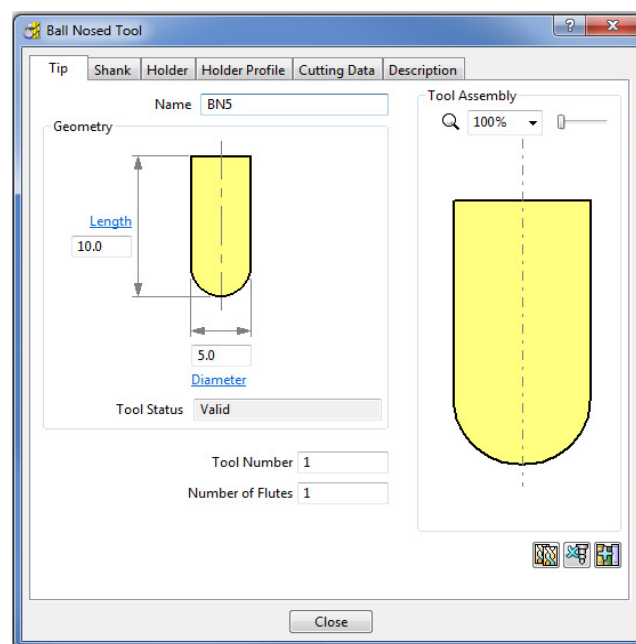 Ball Nosed Tool
Tip Shank Holder Holder Profile Cutting Data Description
Name BN5
Tool Assembly
100%
Geometry
Length
10.0
5.0
Diameter
Tool Status Valid
Tool Number 1
Number of Flutes 1
Close